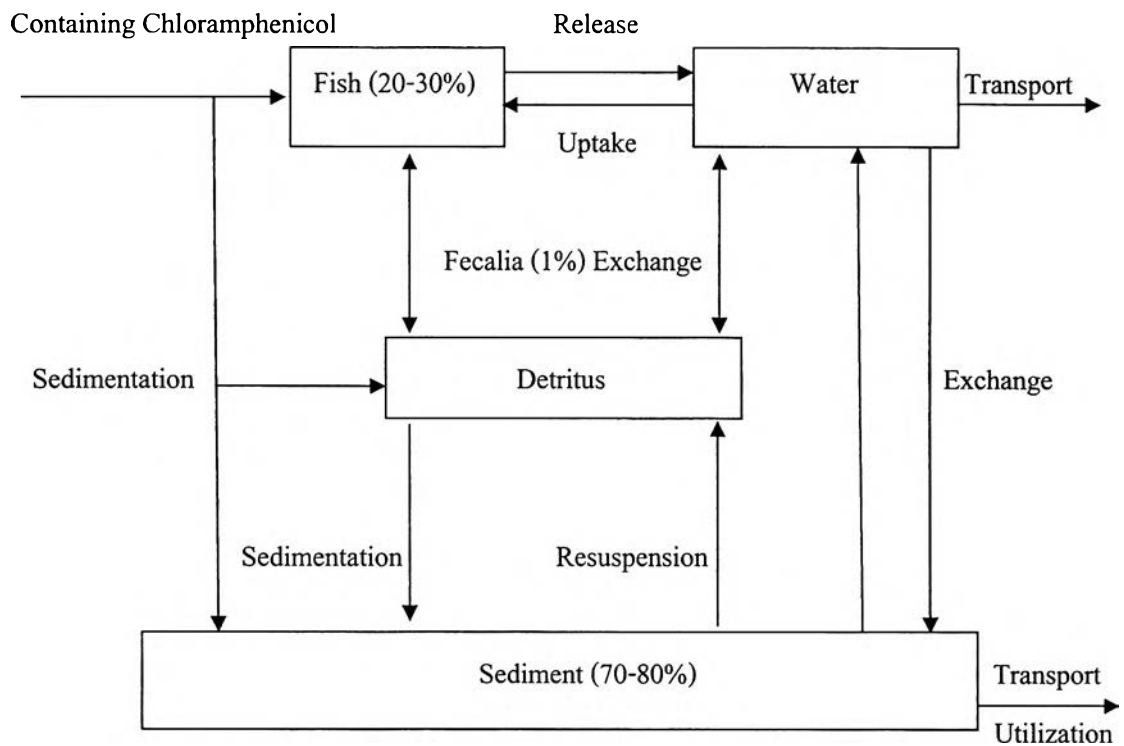 Containing Chloramphenicol
Release
Fish (20-30%)
Water
Transport
Uptake
Fecalia (1%) Exchange
Sedimentation
Detritus
Exchange
Sedimentation
Resuspension
Sediment (70-80%)
Transport
Utilization